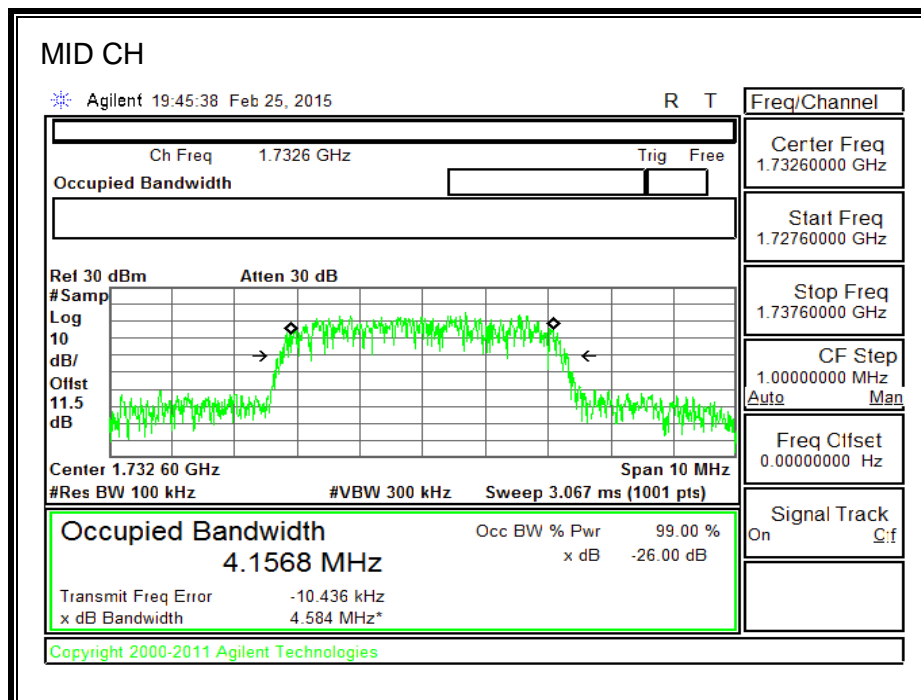 MID CH
Agilent 19:45:38 Feb 25, 2015 R T
Ch Freq 1.7326 GHz Trig Free
Occupied Bandwidth
Ref 30 dBm Atten 30 dB
#Samp
Log
10
dB/
Offst
11.5
dB
Center 1.732 60 GHz Span 10 MHz
#Res BW 100 kHz #VBW 300 kHz Sweep 3.067 ms (1001 pts)
Occupied Bandwidth Occ BW % Pwr 99.00 %
4.1568 MHz x dB -26.00 dB
Transmit Freq Error -10.436 kHz
x dB Bandwidth 4.584 MHz*
Copyright 2000-2011 Agilent Technologies
Freq/Channel
Center Freq
1.73260000 GHz
Start Freq
1.72760000 GHz
Stop Freq
1.73760000 GHz
CF Step
1.00000000 MHz
Auto Man
Freq Offset
0.00000000 Hz
Signal Track
On Off